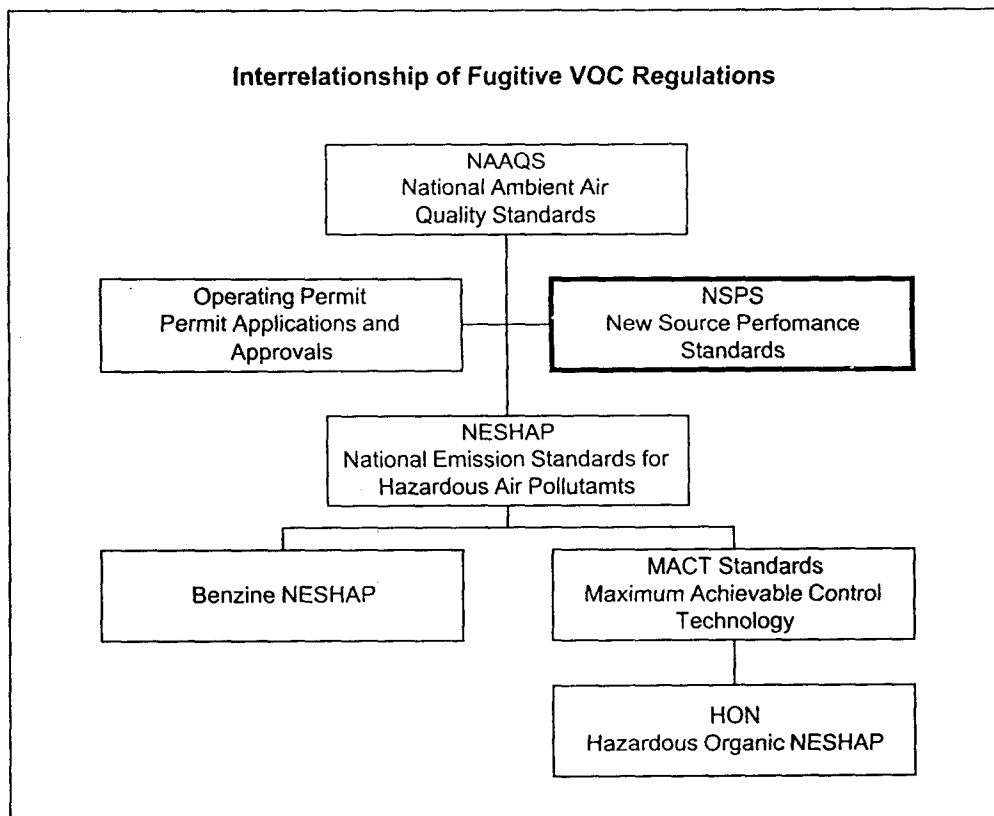 Interrelationship of Fugitive VOC Regulations
NAAQS
National Ambient Air
Quality Standards
Operating Permit
Permit Applications and
Approvals
NSPS
New Source Perfomance
Standards
NESHAP
National Emission Standards for
Hazardous Air Pollutamts
Benzine NESHAP
MACT Standards
Maximum Achievable Control
Technology
HON
Hazardous Organic NESHAP